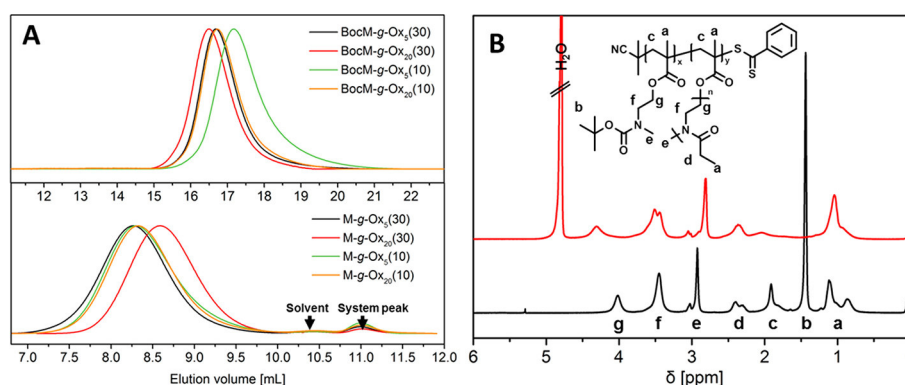 A
BocM-g-Ox₅(30)
BocM-g-Ox₂₀(30)
BocM-g-Ox₅(10)
BocM-g-Ox₂₀(10)
12 13 14 15 16 17 18 19 20 21 22
M-g-Ox₅(30)
M-g-Ox₂₀(30)
M-g-Ox₅(10)
M-g-Ox₂₀(10)
Solvent System peak
7.0 7.5 8.0 8.5 9.0 9.5 10.0 10.5 11.0 11.5 12.0
Elution volume [mL]
B
H₂O
c a c a
NC x y S
S
O O O O
f g n
f g
b
O N e
O
e N O
d
a
g f e d c b a
6 5 4 3 2 1
δ [ppm]